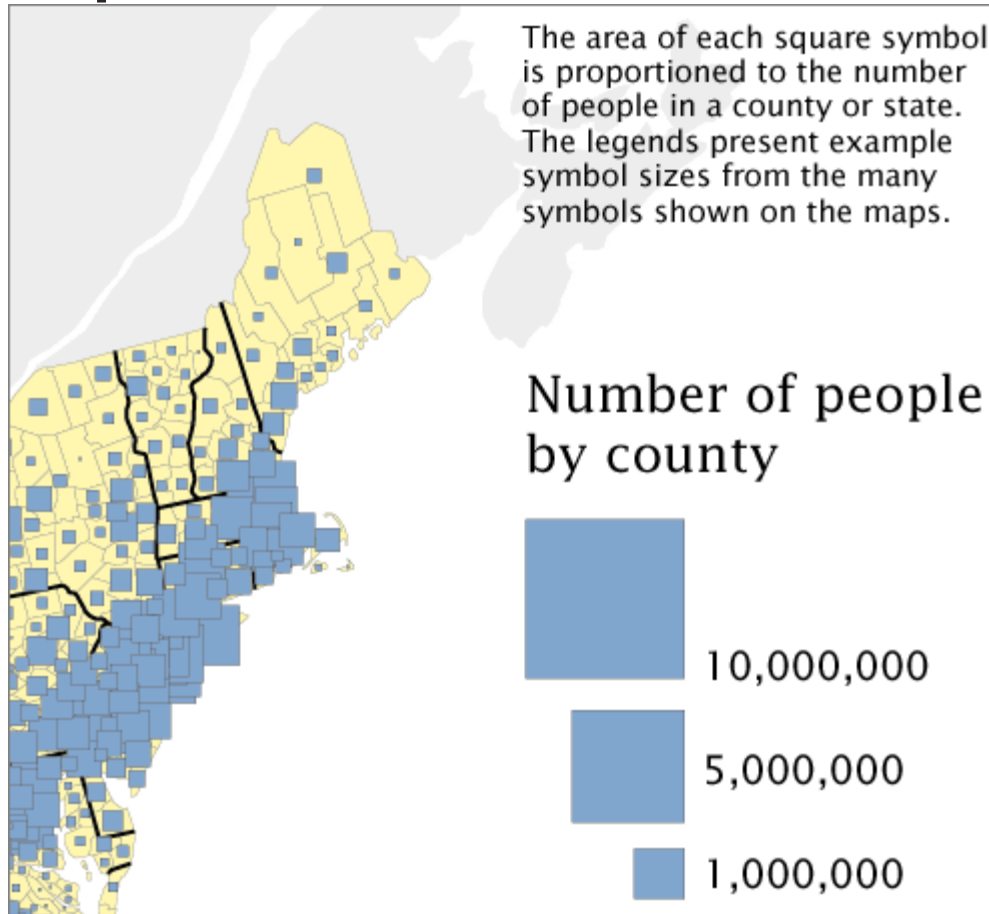 The area of each square symbol
is proportioned to the number
of people in a county or state.
The legends present example
symbol sizes from the many
symbols shown on the maps.
Number of people
by county
10,000,000
5,000,000
1,000,000